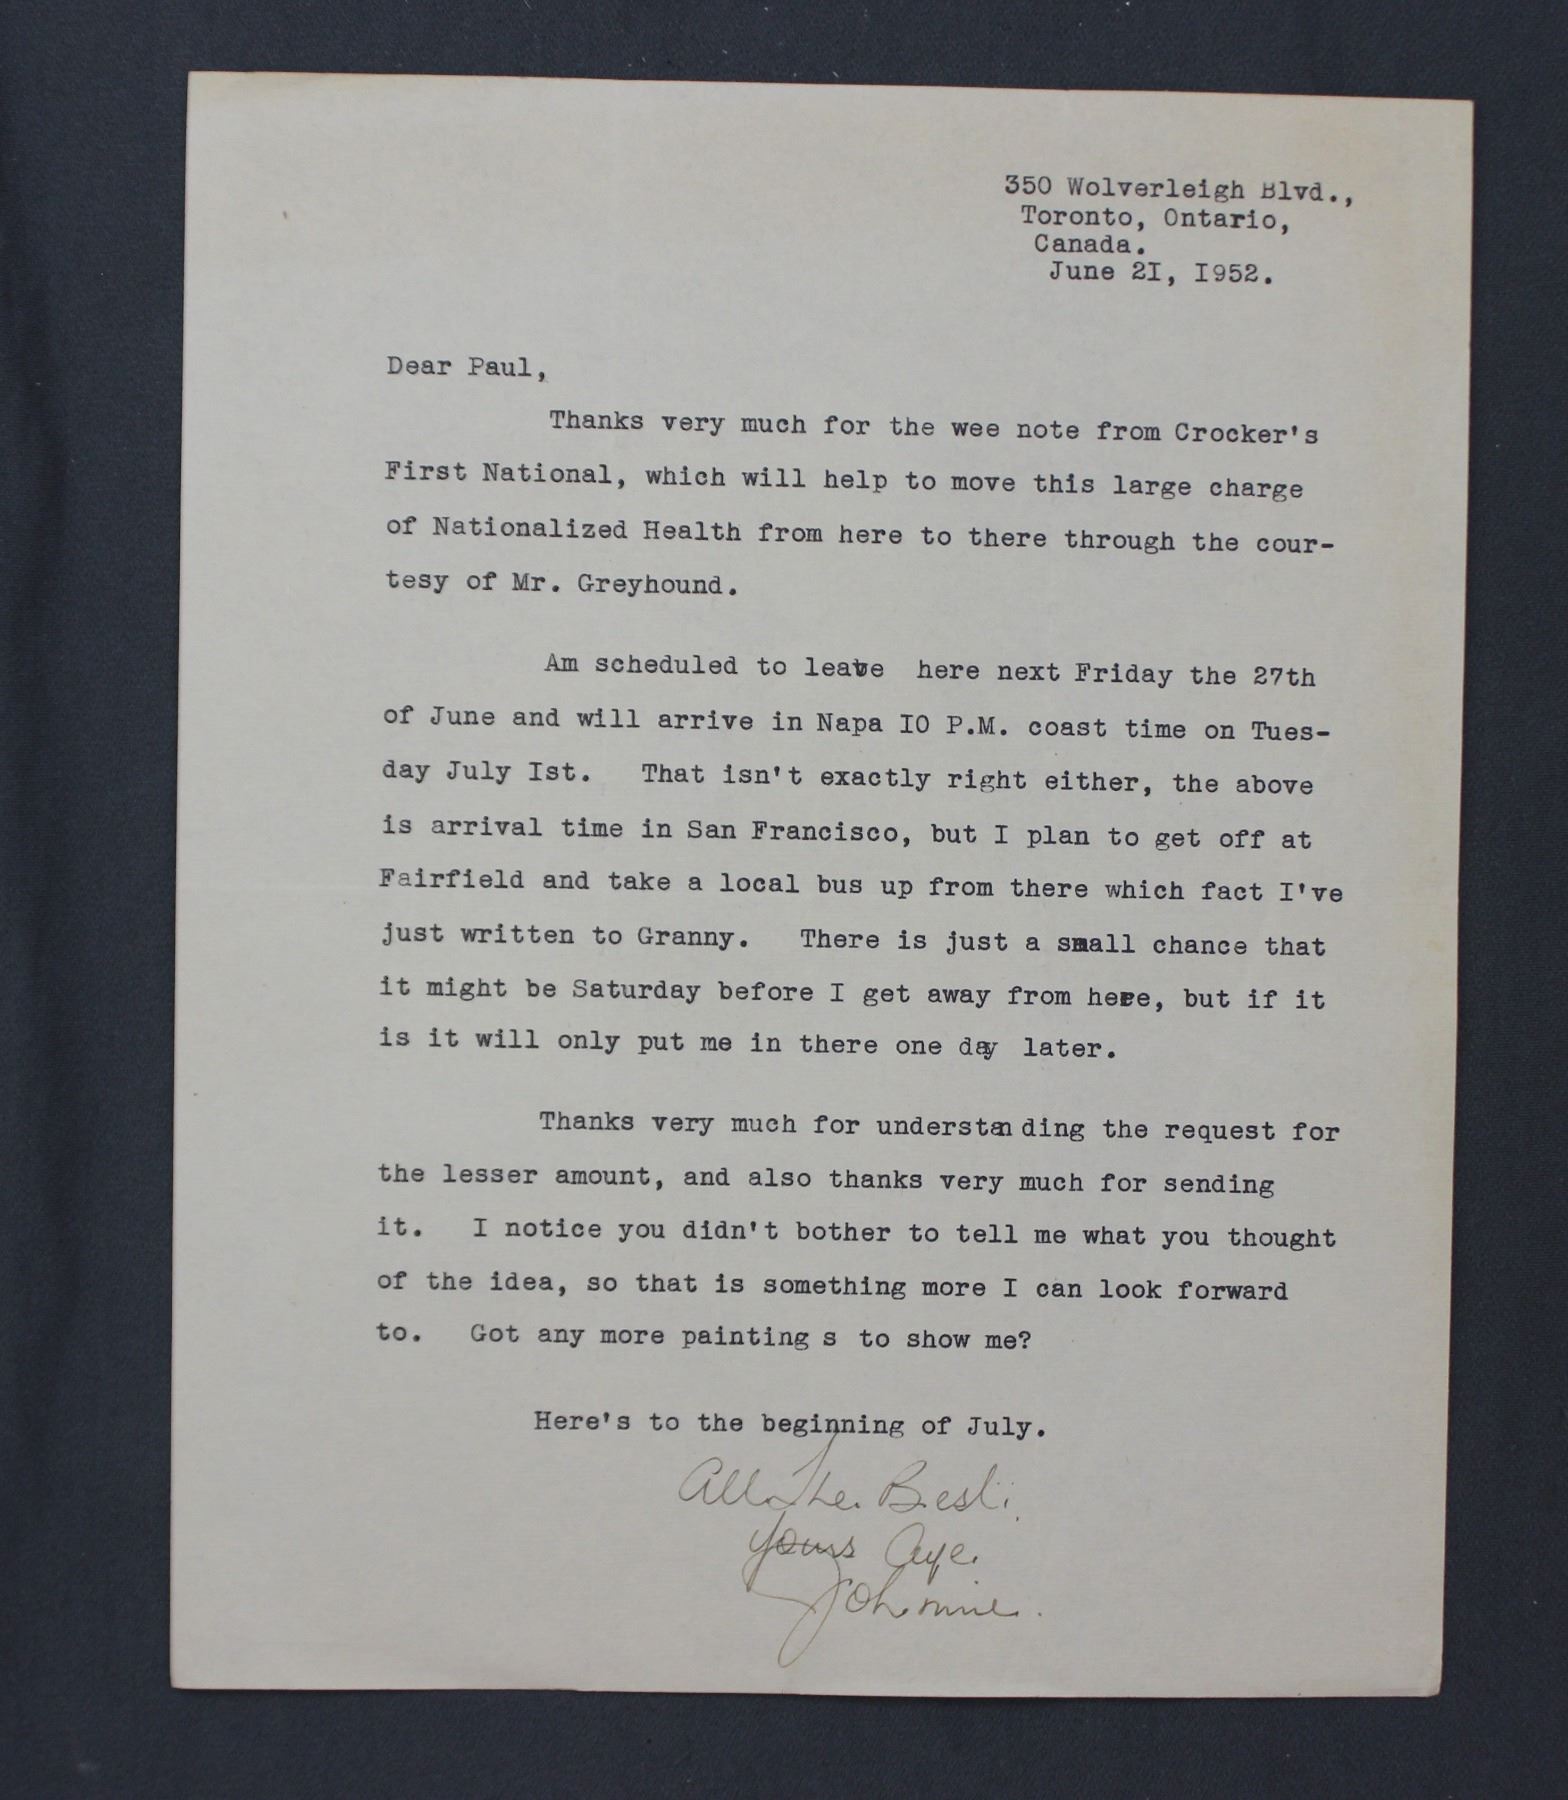 350 Wolverleigh Blvd.,
Toronto, Ontario,
Canada.
June 2I, I952.
Dear Paul,
Thanks very much for the wee note from Crocker's
First National, which will help to move this large charge
of Nationalized Health from here to there through the cour-
tesy of Mr. Greyhound.
Am scheduled to leave  here next Friday the 27th
of June and will arrive in Napa IO P.M. coast time on Tues-
day July Ist.  That isn't exactly right either, the above
is arrival time in San Francisco, but I plan to get off at
Fairfield and take a local bus up from there which fact I've
just written to Granny.  There is just a small chance that
it might be Saturday before I get away from here, but if it
is it will only put me in there one day later.
Thanks very much for understan ding the request for
the lesser amount, and also thanks very much for sending
it.  I notice you didn't bother to tell me what you thought
of the idea, so that is something more I can look forward
to.  Got any more painting s to show me?
Here's to the beginning of July.
All The Best.
yours Aye.
Johnnie.